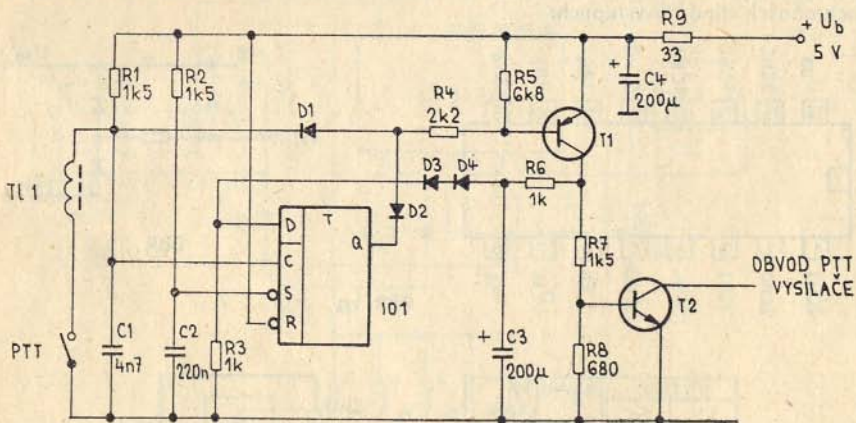 R9
33
+ Ub
5 V
R1
1k5
R2
1k5
R5
6k8
+
C4
200µ
R4
2k2
D1
T1
Tl 1
D3
D4
R6
1k
D2
D
T
Q
C
S
R
IO1
R7
1k5
OBVOD PTT
VYSÍLAČE
T2
PTT
C1
4n7
C2
220n
R3
1k
+
C3
200µ
R8
680